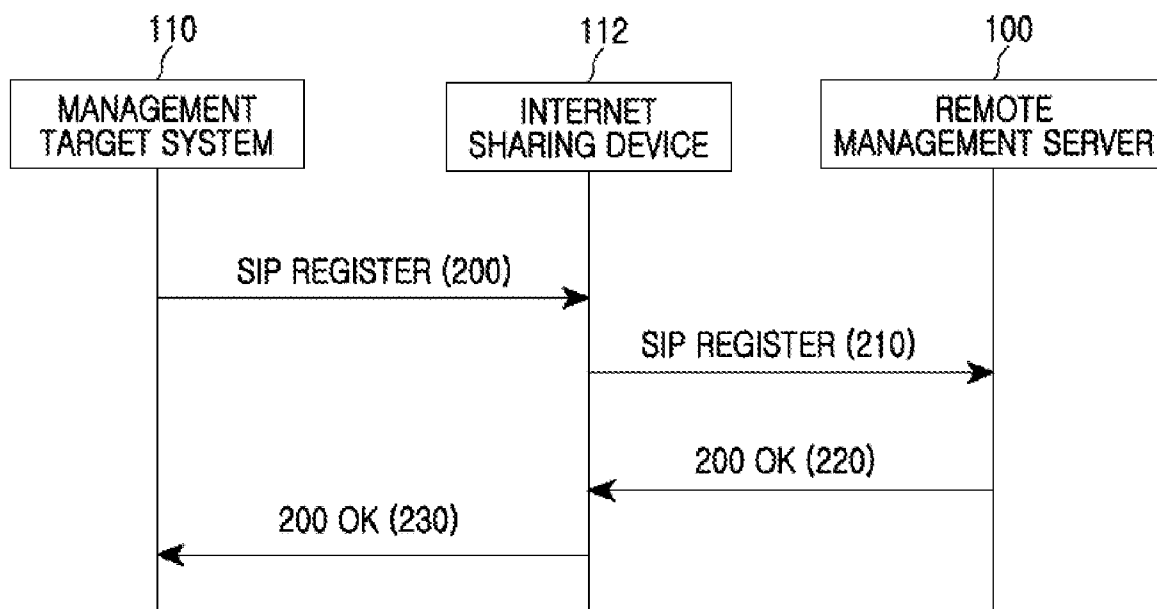 110
112
100
MANAGEMENT
TARGET SYSTEM
INTERNET
SHARING DEVICE
REMOTE
MANAGEMENT SERVER
SIP REGISTER (200)
SIP REGISTER (210)
200 OK (220)
200 OK (230)